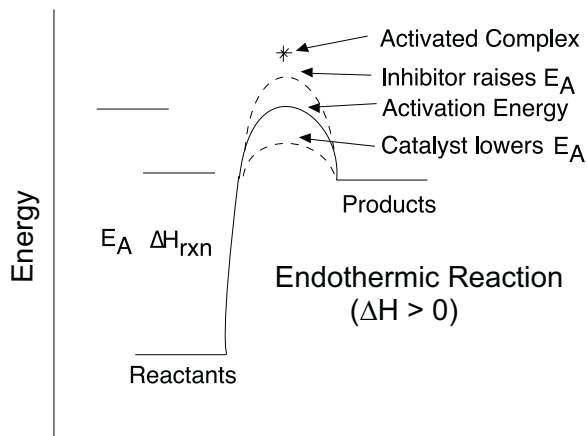 Activated Complex
Inhibitor raises EA
Activation Energy
Catalyst lowers EA
Products
Energy
EA ΔHrxn
Endothermic Reaction
(ΔH > 0)
Reactants